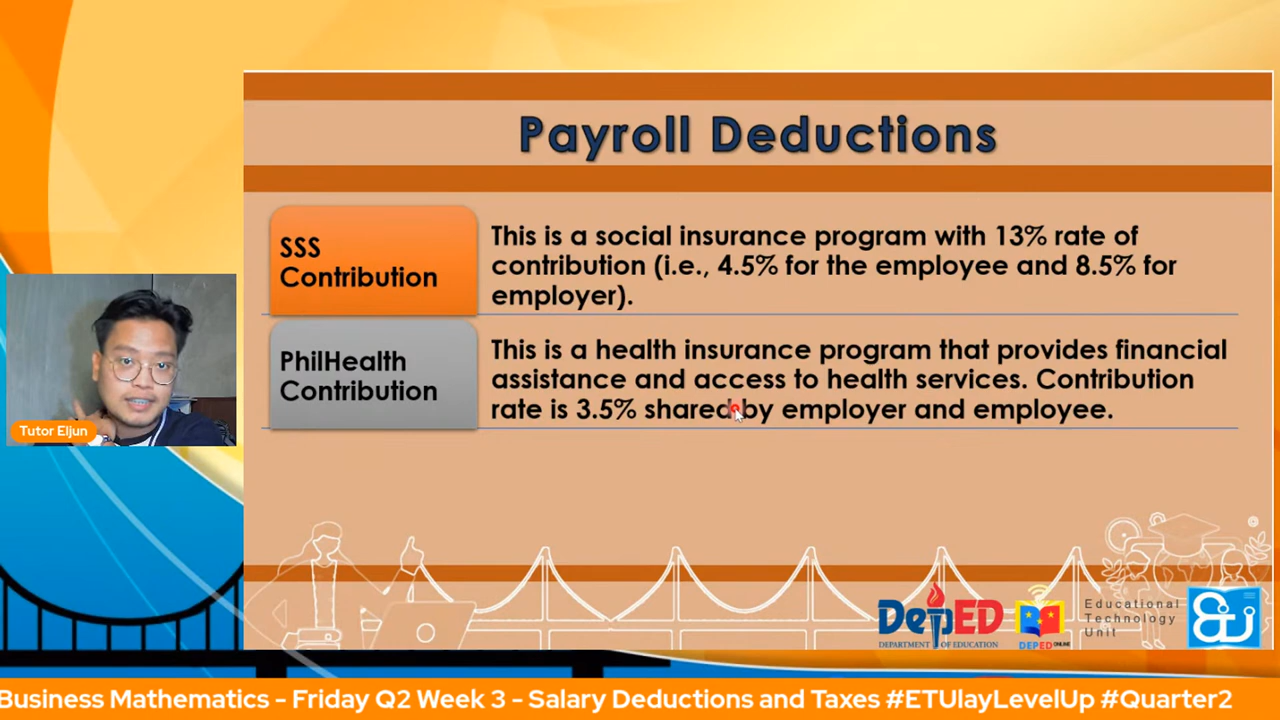 Payroll Deductions
SSS
Contribution
This is a social insurance program with 13% rate of
contribution (i.e., 4.5% for the employee and 8.5% for
employer).
PhilHealth
Contribution
This is a health insurance program that provides financial
assistance and access to health services. Contribution
rate is 3.5% shared by employer and employee.
Tutor Eljun
DepED
DEPARTMENT OF EDUCATION
DEPED ONLINE
Educational
Technology
Unit
Business Mathematics - Friday Q2 Week 3 - Salary Deductions and Taxes #ETUlayLevelUp #Quarter2